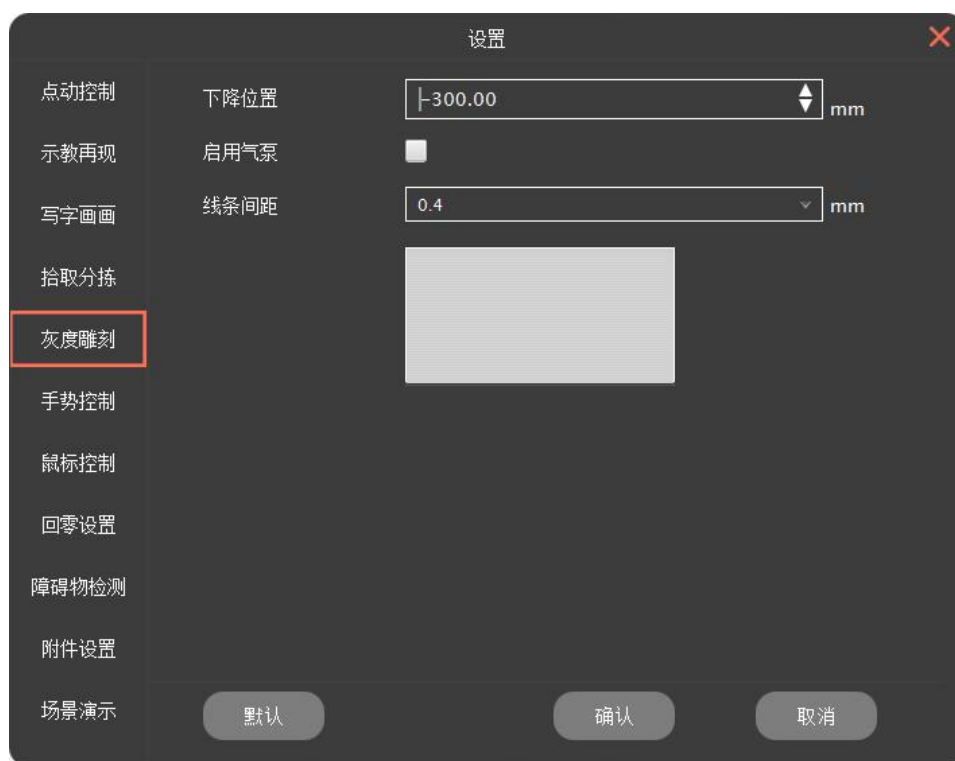 设置
点动控制
示教再现
写字画画
拾取分拣
灰度雕刻
手势控制
鼠标控制
回零设置
障碍物检测
附件设置
场景演示
下降位置 -300.00 mm
启用气泵
线条间距 0.4 mm
默认 确认 取消